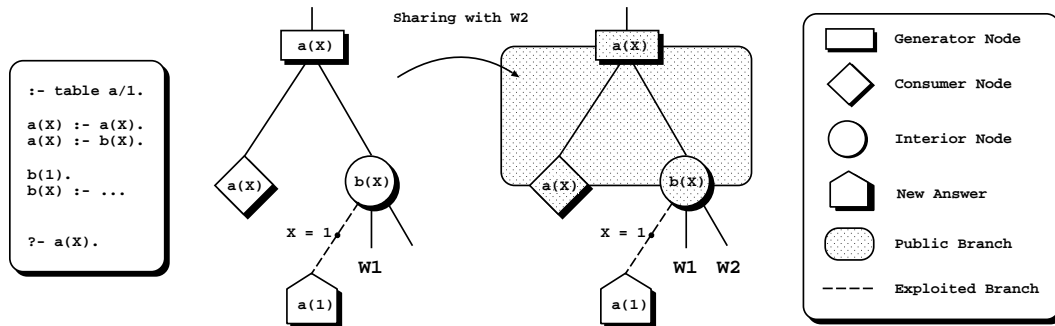 :- table a/1.
a(X) :- a(X).
a(X) :- b(X).
b(1).
b(X) :- ...
?- a(X).
a(X)
a(X)
b(X)
X = 1
W1
a(1)
Sharing with W2
a(X)
a(X)
b(X)
X = 1
W1
W2
a(1)
Generator Node
Consumer Node
Interior Node
New Answer
Public Branch
Exploited Branch